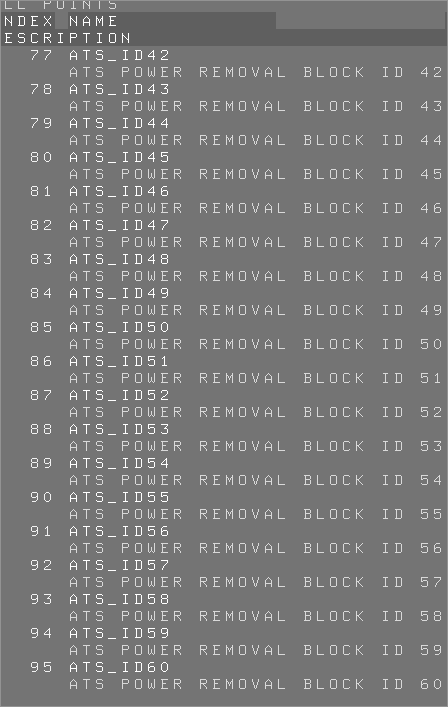 LL POINTS
NDEX NAME
ESCRIPTION
77 ATS_ID42
ATS POWER REMOVAL BLOCK ID 42
78 ATS_ID43
ATS POWER REMOVAL BLOCK ID 43
79 ATS_ID44
ATS POWER REMOVAL BLOCK ID 44
80 ATS_ID45
ATS POWER REMOVAL BLOCK ID 45
81 ATS_ID46
ATS POWER REMOVAL BLOCK ID 46
82 ATS_ID47
ATS POWER REMOVAL BLOCK ID 47
83 ATS_ID48
ATS POWER REMOVAL BLOCK ID 48
84 ATS_ID49
ATS POWER REMOVAL BLOCK ID 49
85 ATS_ID50
ATS POWER REMOVAL BLOCK ID 50
86 ATS_ID51
ATS POWER REMOVAL BLOCK ID 51
87 ATS_ID52
ATS POWER REMOVAL BLOCK ID 52
88 ATS_ID53
ATS POWER REMOVAL BLOCK ID 53
89 ATS_ID54
ATS POWER REMOVAL BLOCK ID 54
90 ATS_ID55
ATS POWER REMOVAL BLOCK ID 55
91 ATS_ID56
ATS POWER REMOVAL BLOCK ID 56
92 ATS_ID57
ATS POWER REMOVAL BLOCK ID 57
93 ATS_ID58
ATS POWER REMOVAL BLOCK ID 58
94 ATS_ID59
ATS POWER REMOVAL BLOCK ID 59
95 ATS_ID60
ATS POWER REMOVAL BLOCK ID 60